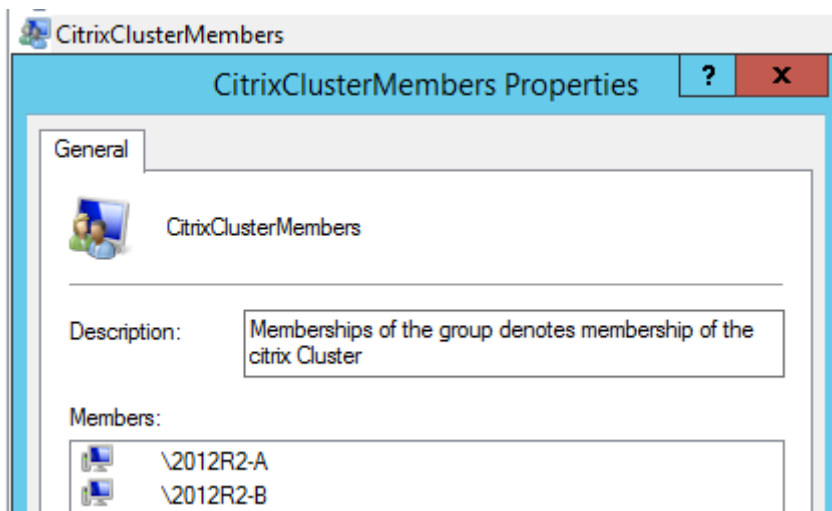 CitrixClusterMembers
CitrixClusterMembers Properties
?
x
General
CitrixClusterMembers
Description:
Memberships of the group denotes membership of the
citrix Cluster
Members:
\2012R2-A
\2012R2-B